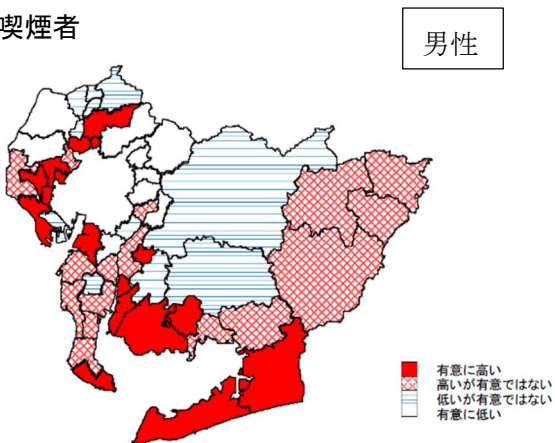 喫煙者
男性
有意に高い
高いが有意ではない
低いが有意ではない
有意に低い